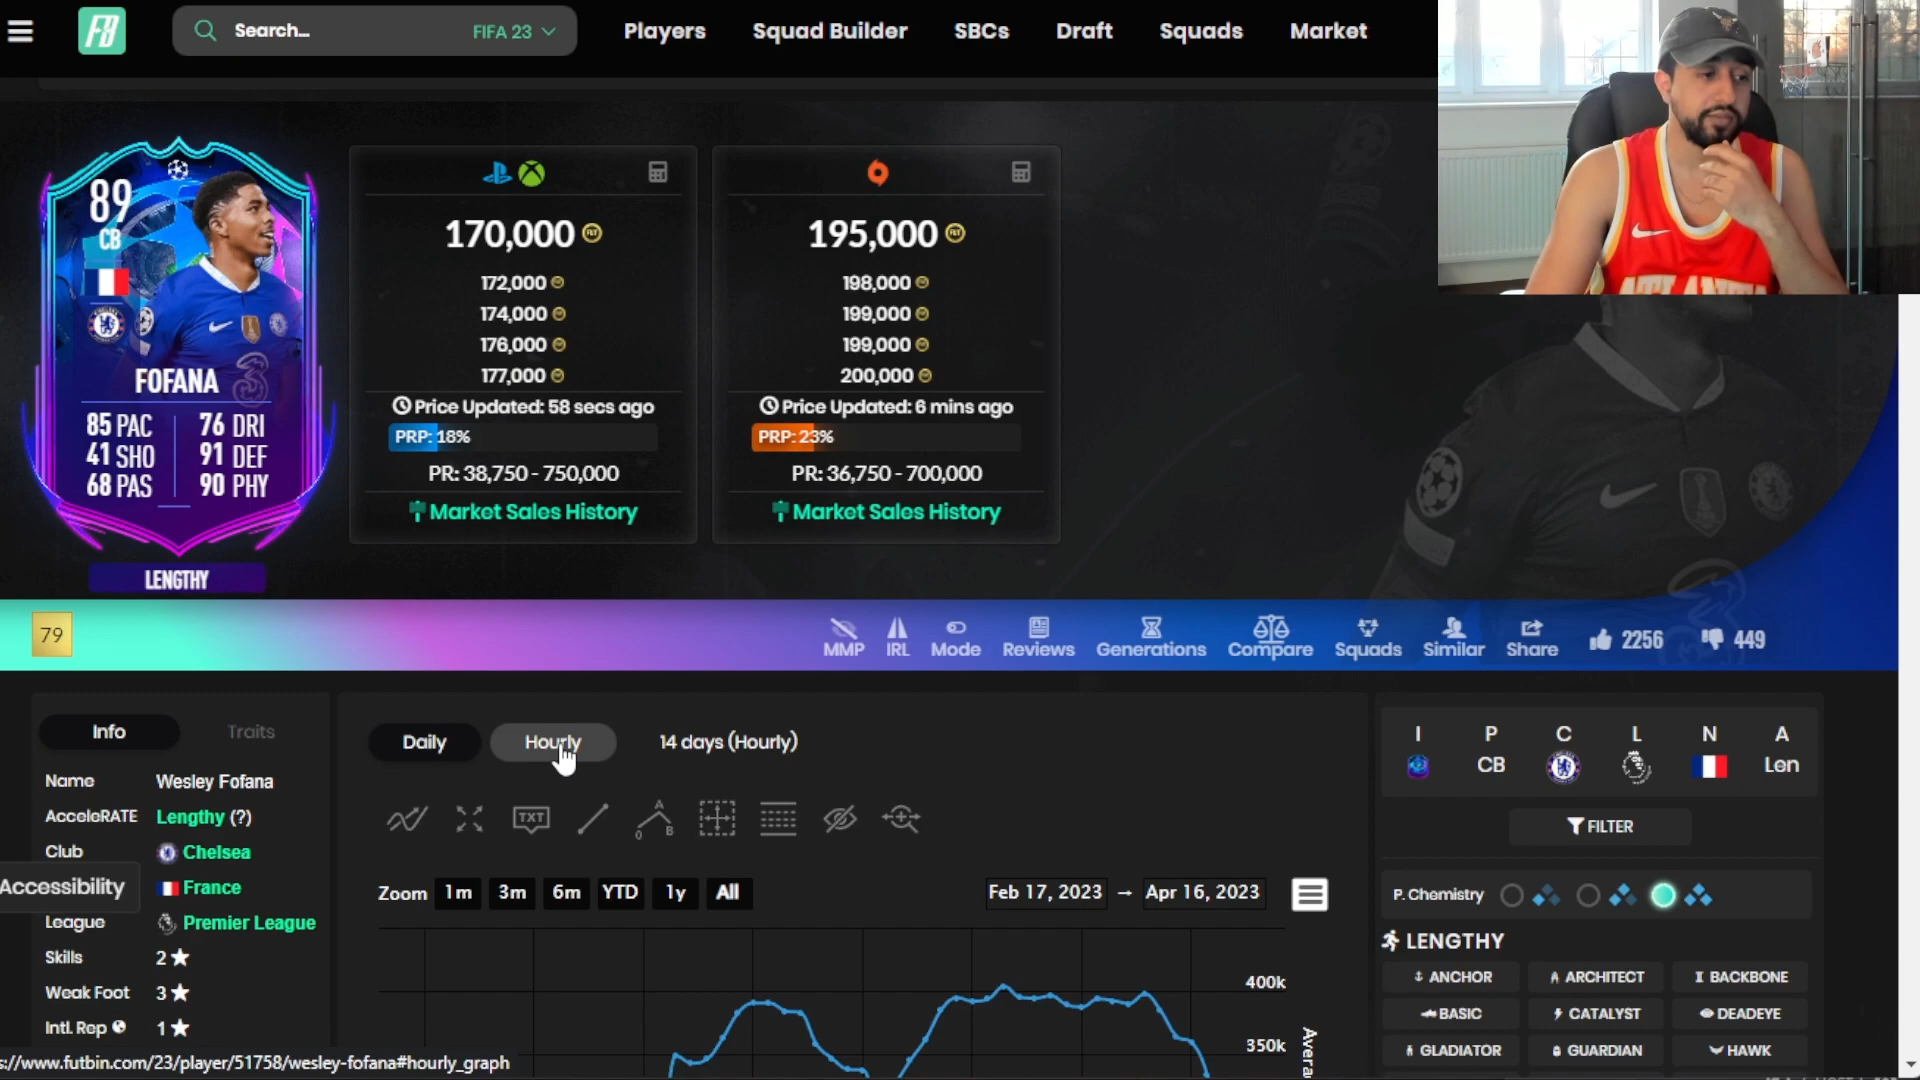 FB Search... FIFA 23 Players Squad Builder SBCs Draft Squads Market
89
CB
FOFANA
85 PAC 76 DRI
41 SHO 91 DEF
68 PAS 90 PHY
LENGTHY
170,000
172,000
174,000
176,000
177,000
Price Updated: 58 secs ago
PRP: 18%
PR: 38,750 - 750,000
Market Sales History
195,000
198,000
199,000
199,000
200,000
Price Updated: 6 mins ago
PRP: 23%
PR: 36,750 - 700,000
Market Sales History
79
MMP IRL Mode Reviews Generations Compare Squads Similar Share 2256 449
Info Traits
Name Wesley Fofana
AcceleRATE Lengthy (?)
Club Chelsea
Accessibility France
League Premier League
Skills 2
Weak Foot 3
Intl. Rep 1
s://www.futbin.com/23/player/51758/wesley-fofana#hourly_graph
Daily Hourly 14 days (Hourly)
TXT A 0 B
Zoom 1m 3m 6m YTD 1y All Feb 17, 2023 → Apr 16, 2023
400k
350k
I P C L N A
CB Len
FILTER
P. Chemistry
LENGTHY
ANCHOR ARCHITECT BACKBONE
BASIC CATALYST DEADEYE
GLADIATOR GUARDIAN HAWK